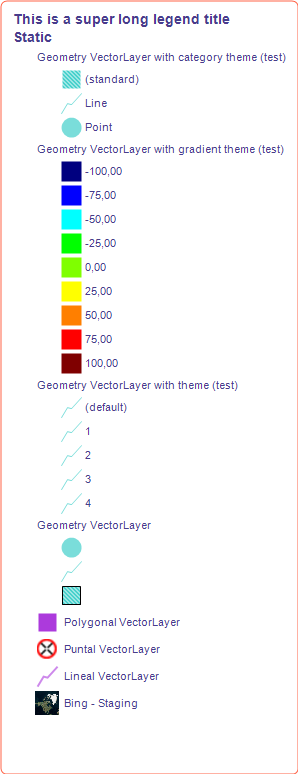 This is a super long legend title
Static
Geometry VectorLayer with category theme (test)
(standard)
Line
Point
Geometry VectorLayer with gradient theme (test)
-100,00
-75,00
-50,00
-25,00
0,00
25,00
50,00
75,00
100,00
Geometry VectorLayer with theme (test)
(default)
1
2
3
4
Geometry VectorLayer
Polygonal VectorLayer
Puntal VectorLayer
Lineal VectorLayer
Bing - Staging